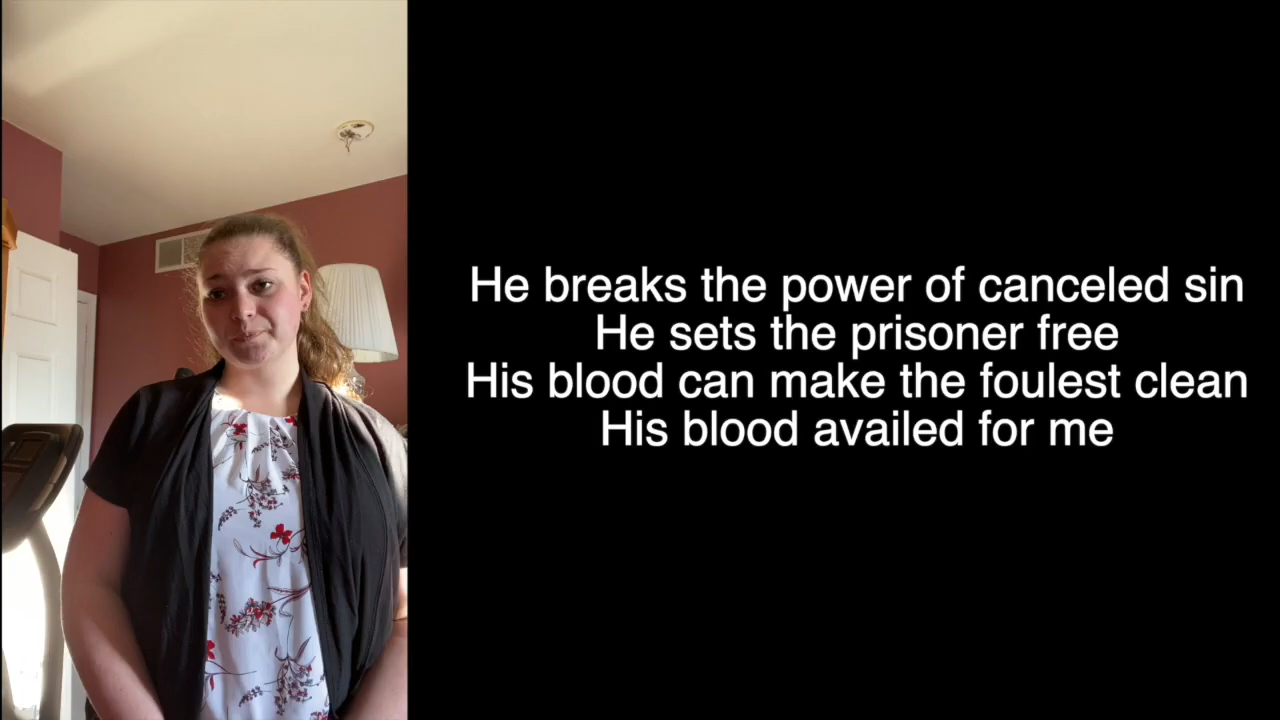 He breaks the power of canceled sin
He sets the prisoner free
His blood can make the foulest clean
His blood availed for me